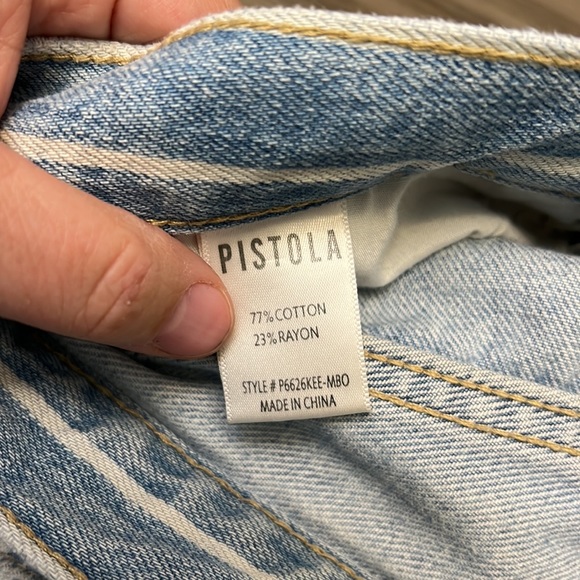 PISTOLA
77% COTTON
23% RAYON
STYLE # P6626KEE-MBO
MADE IN CHINA